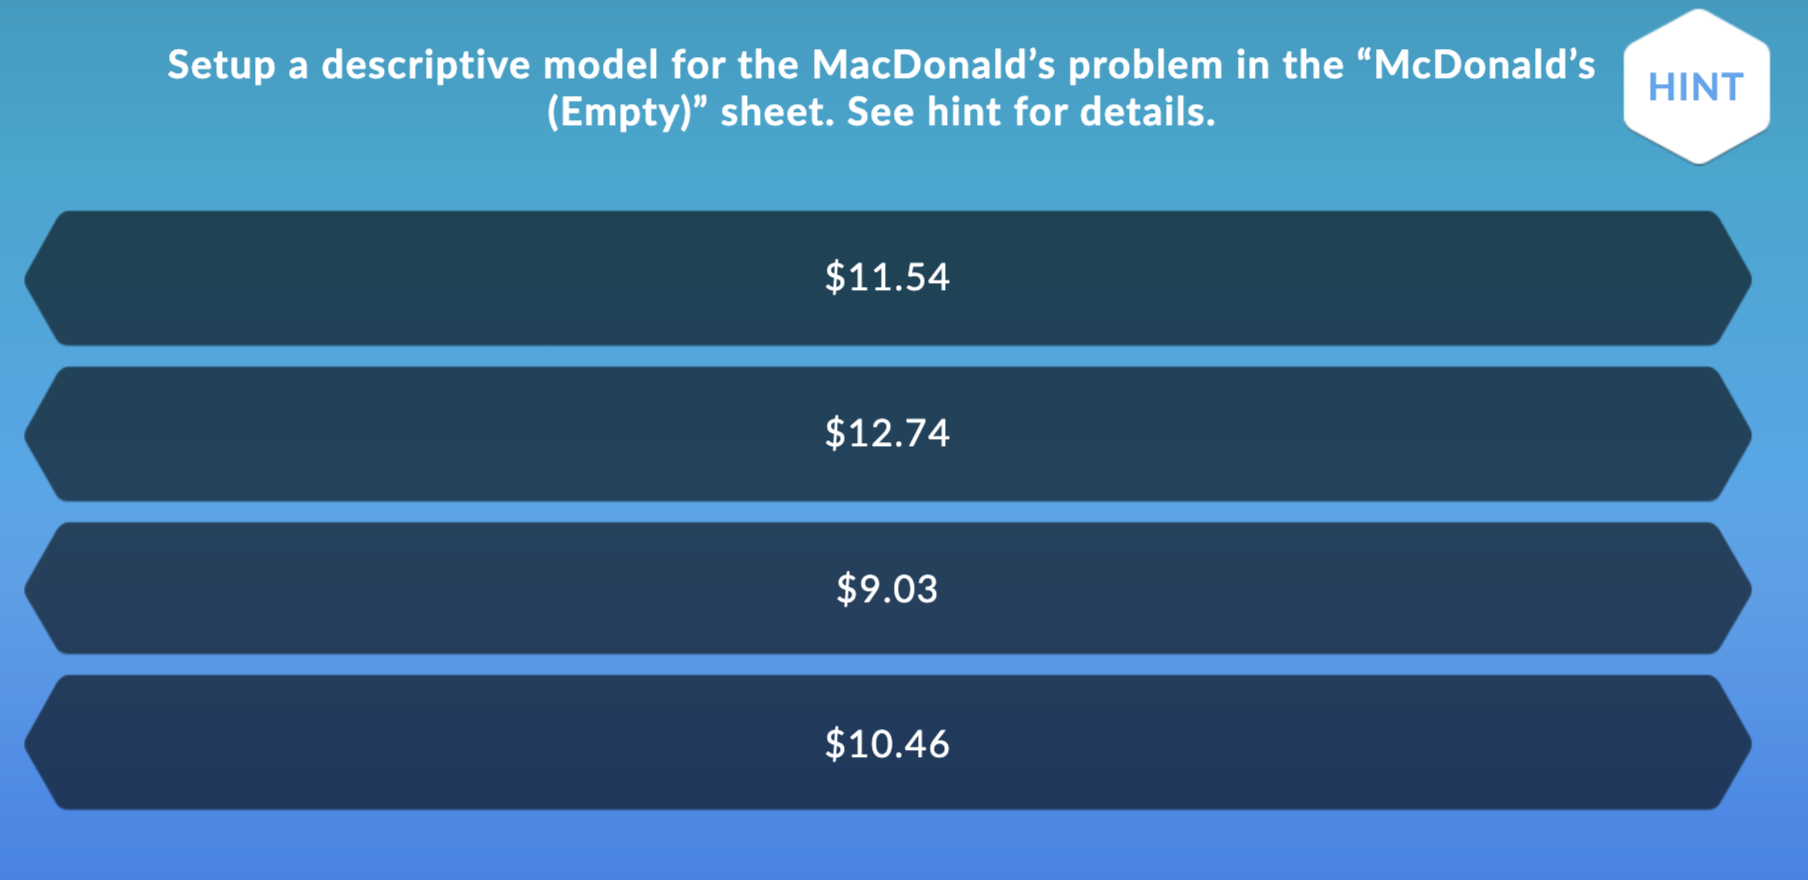 Setup a descriptive model for the MacDonald’s problem in the “McDonald’s
(Empty)” sheet. See hint for details.
HINT
$11.54
$12.74
$9.03
$10.46